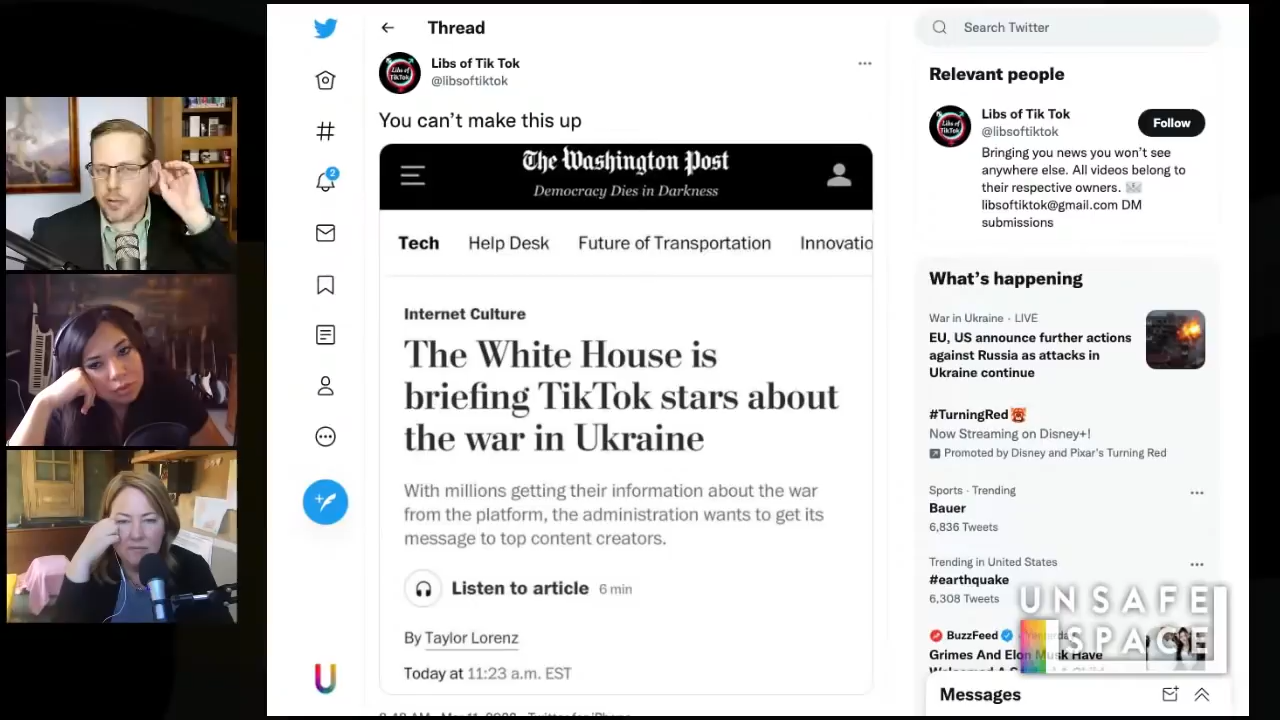 Thread
Libs of Tik Tok
@libsoftiktok
You can't make this up
The Washington Post
Democracy Dies in Darkness
Tech Help Desk Future of Transportation Innovatio
Internet Culture
The White House is
briefing TikTok stars about
the war in Ukraine
With millions getting their information about the war
from the platform, the administration wants to get its
message to top content creators.
Listen to article 6 min
By Taylor Lorenz
Today at 11:23 a.m. EST
2
Search Twitter
Relevant people
Libs of Tik Tok
@libsoftiktok
Follow
Bringing you news you won't see
anywhere else. All videos belong to
their respective owners.
libsoftiktok@gmail.com DM
submissions
What's happening
War in Ukraine · LIVE
EU, US announce further actions
against Russia as attacks in
Ukraine continue
#TurningRed
Now Streaming on Disney+!
Promoted by Disney and Pixar's Turning Red
Sports · Trending
Bauer
6,836 Tweets
Trending in United States
#earthquake
6,308 Tweets
BuzzFeed
Grimes And Elon Musk Have
UNSAFE
SPACE
Messages